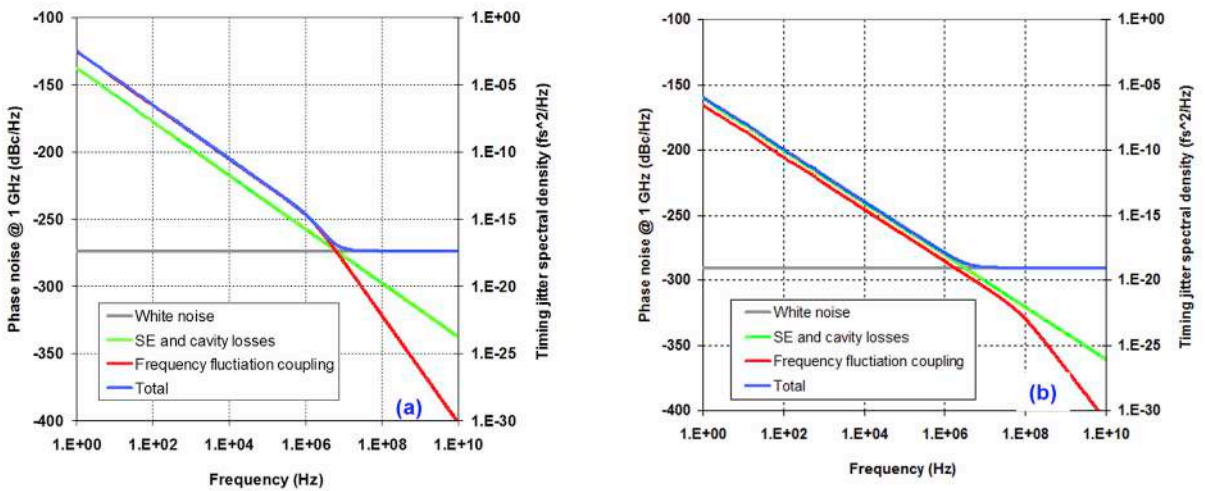 -100
-150
-200
-250
-300
-350
-400
Phase noise @ 1 GHz (dBc/Hz)
1.E+00
1.E-05
1.E-10
1.E-15
1.E-20
1.E-25
1.E-30
Timing jitter spectral density (fs^2/Hz)
White noise
SE and cavity losses
Frequency fluctiation coupling
Total
(a)
1.E+00 1.E+02 1.E+04 1.E+06 1.E+08 1.E+10
Frequency (Hz)
-100
-150
-200
-250
-300
-350
-400
Phase noise @ 1 GHz (dBc/Hz)
1.E+00
1.E-05
1.E-10
1.E-15
1.E-20
1.E-25
1.E-30
Timing jitter spectral density (fs^2/Hz)
White noise
SE and cavity losses
Frequency fluctiation coupling
Total
(b)
1.E+00 1.E+02 1.E+04 1.E+06 1.E+08 1.E+10
Frequency (Hz)